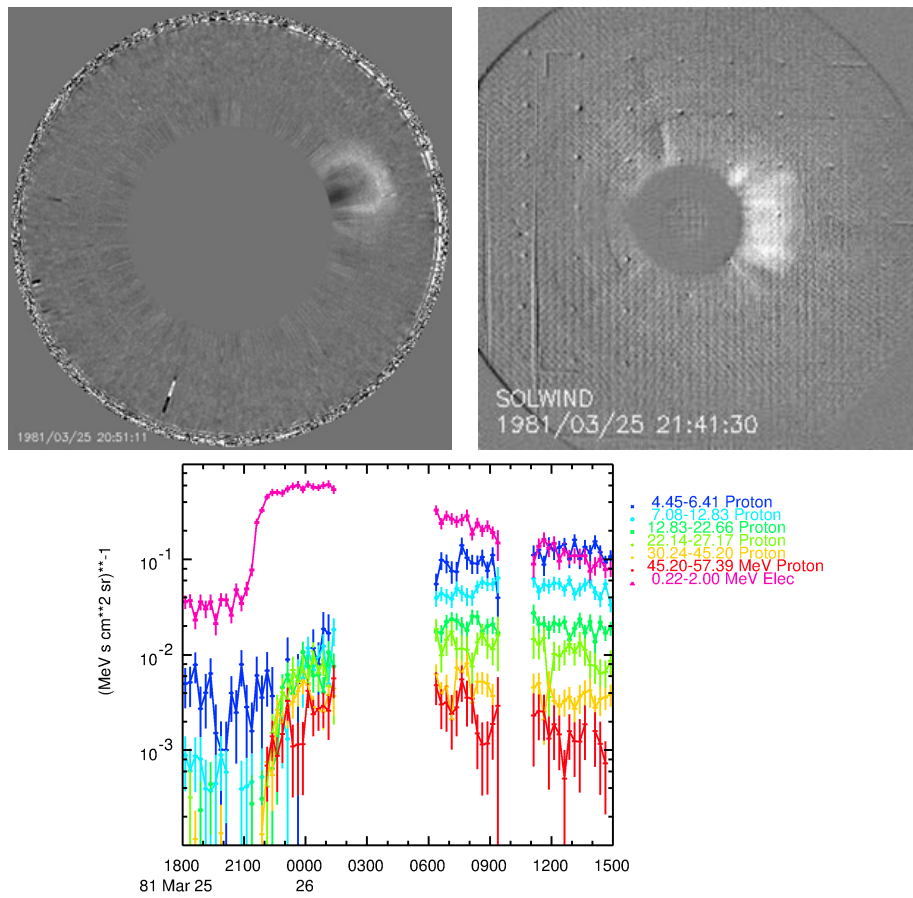 1981/03/25 20:51:11
SOLWIND
1981/03/25 21:41:30
(MeV s cm**2 sr)**-1
10-1
10-2
10-3
4.45-6.41 Proton
7.08-12.83 Proton
12.83-22.66 Proton
22.14-27.17 Proton
30.24-45.20 Proton
45.20-57.39 MeV Proton
0.22-2.00 MeV Elec
1800 2100 0000 0300 0600 0900 1200 1500
81 Mar 25 26